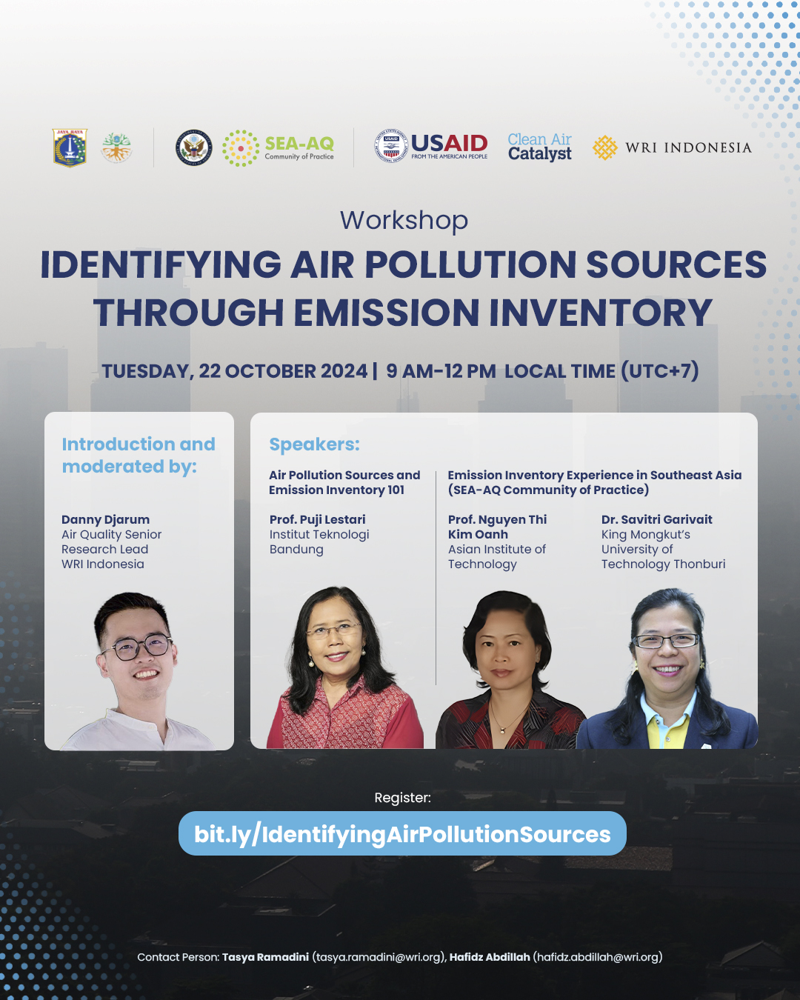 JAYA RAYA
SEA-AQ
Community of Practice
USAID
USAID
FROM THE AMERICAN PEOPLE
Clean Air
Catalyst
WRI INDONESIA
Workshop
IDENTIFYING AIR POLLUTION SOURCES
THROUGH EMISSION INVENTORY
TUESDAY, 22 OCTOBER 2024 | 9 AM-12 PM LOCAL TIME (UTC+7)
Introduction and
moderated by:
Danny Djarum
Air Quality Senior
Research Lead
WRI Indonesia
Speakers:
Air Pollution Sources and
Emission Inventory 101
Prof. Puji Lestari
Institut Teknologi
Bandung
Emission Inventory Experience in Southeast Asia
(SEA-AQ Community of Practice)
Prof. Nguyen Thi
Kim Oanh
Asian Institute of
Technology
Dr. Savitri Garivait
King Mongkut's
University of
Technology Thonburi
Register:
bit.ly/IdentifyingAirPollutionSources
Contact Person: Tasya Ramadini (tasya.ramadini@wri.org), Hafidz Abdillah (hafidz.abdillah@wri.org)